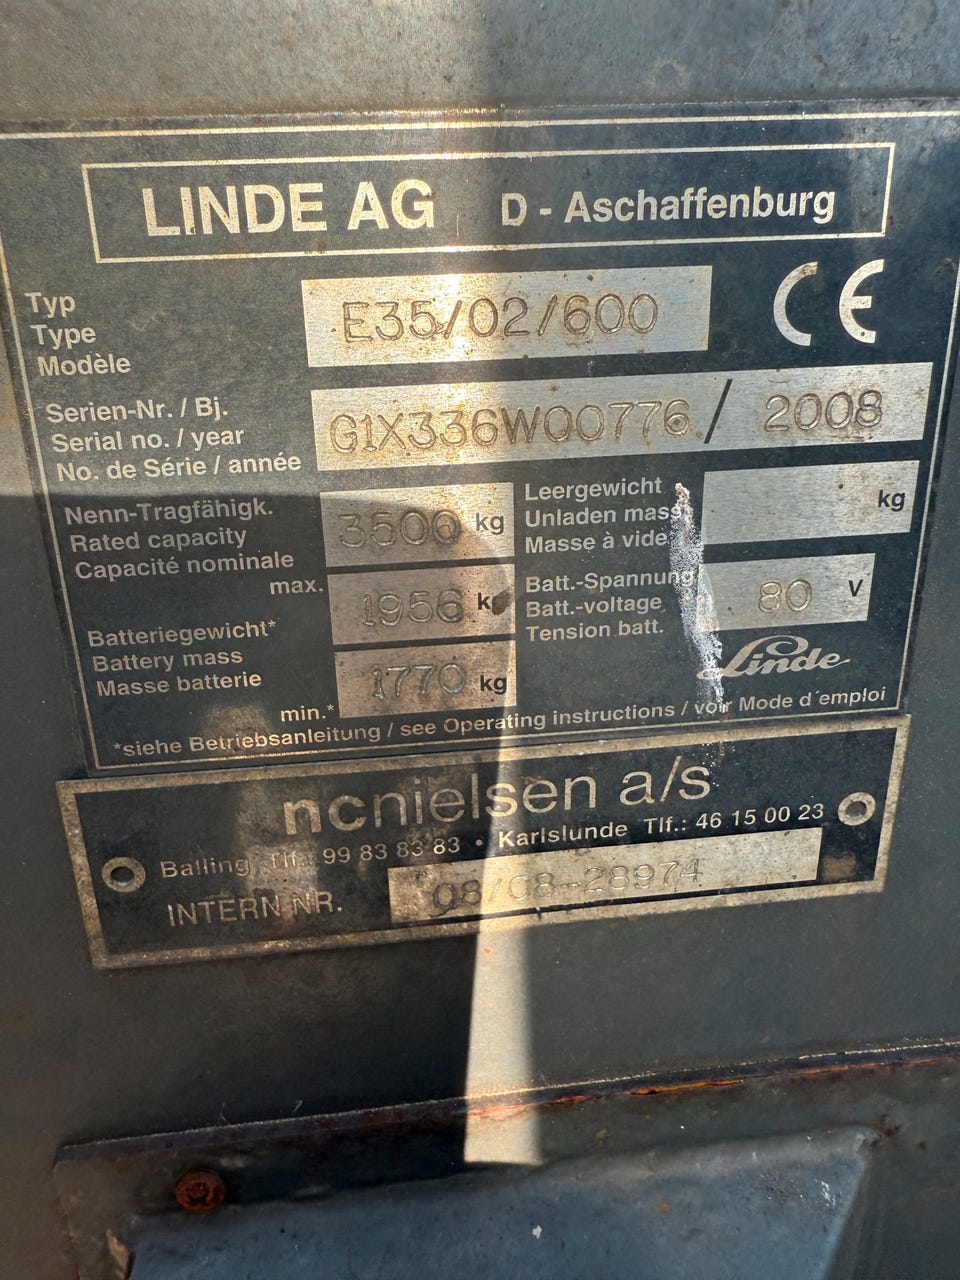 LINDE AG D - Aschaffenburg
Typ
Type
Modèle
E35/02/600
CE
Serien-Nr. / Bj.
Serial no. / year
No. de Série / année
G1X336W00776 / 2008
Nenn-Tragfähigk.
Rated capacity
Capacité nominale
3500 kg
Leergewicht
Unladen mass
Masse à vide
kg
max.
1956 kg
Batteriegewicht*
Battery mass
Masse batterie
1770 kg
min.*
Batt.-Spannung
Batt.-voltage
Tension batt.
80 V
Linde
*siehe Betriebsanleitung / see Operating instructions / voir Mode d´emploi
ncnielsen a/s
Balling Tlf.: 99 83 83 83 · Karlslunde Tlf.: 46 15 00 23
INTERN NR. 08/08-28974